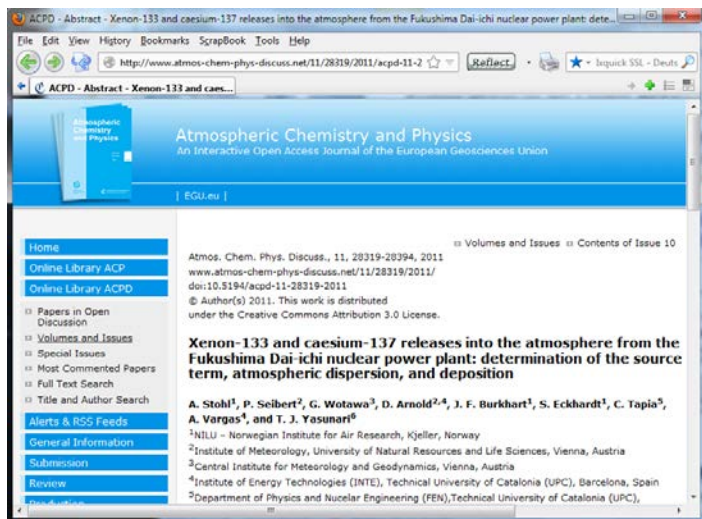 ACPD - Abstract - Xenon-133 and caesium-137 releases into the atmosphere from the Fukushima Dai-ichi nuclear power plant: dete...
File Edit View History Bookmarks ScrapBook Tools Help
http://www.atmos-chem-phys-discuss.net/11/28319/2011/acpd-11-2 Reflect Ixquick SSL - Deuts
ACPD - Abstract - Xenon-133 and caes...
Atmospheric Chemistry and Physics
Atmospheric Chemistry and Physics
An Interactive Open Access Journal of the European Geosciences Union
| EGU.eu |
Home
Online Library ACP
Online Library ACPD
Papers in Open
Discussion
Volumes and Issues
Special Issues
Most Commented Papers
Full Text Search
Title and Author Search
Alerts & RSS Feeds
General Information
Submission
Review
Production
Volumes and Issues Contents of Issue 10
Atmos. Chem. Phys. Discuss., 11, 28319-28394, 2011
www.atmos-chem-phys-discuss.net/11/28319/2011/
doi:10.5194/acpd-11-28319-2011
© Author(s) 2011. This work is distributed
under the Creative Commons Attribution 3.0 License.
Xenon-133 and caesium-137 releases into the atmosphere from the
Fukushima Dai-ichi nuclear power plant: determination of the source
term, atmospheric dispersion, and deposition
A. Stohl1, P. Seibert2, G. Wotawa3, D. Arnold2,4, J. F. Burkhart1, S. Eckhardt1, C. Tapia5,
A. Vargas4, and T. J. Yasunari6
1NILU – Norwegian Institute for Air Research, Kjeller, Norway
2Institute of Meteorology, University of Natural Resources and Life Sciences, Vienna, Austria
3Central Institute for Meteorology and Geodynamics, Vienna, Austria
4Institute of Energy Technologies (INTE), Technical University of Catalonia (UPC), Barcelona, Spain
5Department of Physics and Nucelar Engineering (FEN),Technical University of Catalonia (UPC),